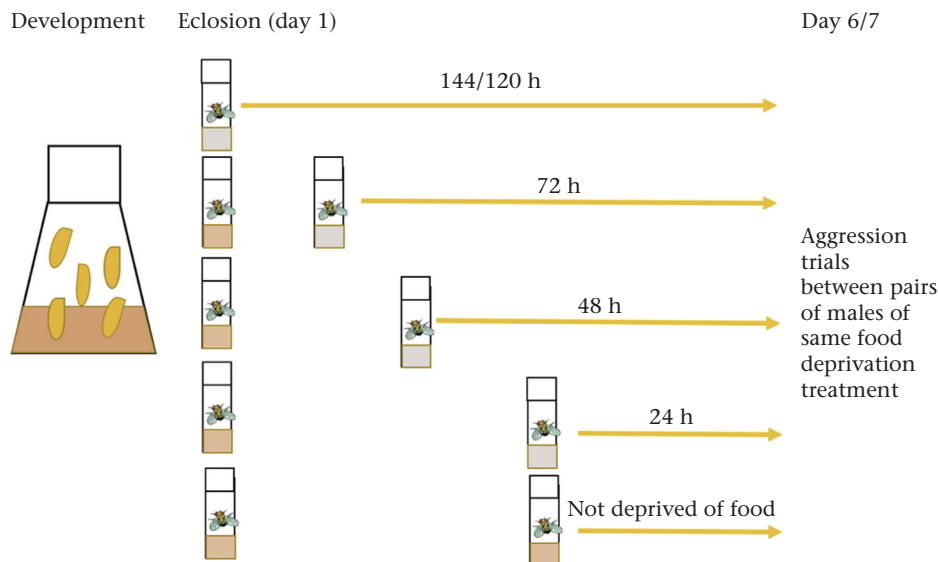 Development
Eclosion (day 1)
Day 6/7
144/120 h
72 h
48 h
24 h
Not deprived of food
Aggression
trials
between pairs
of males of
same food
deprivation
treatment